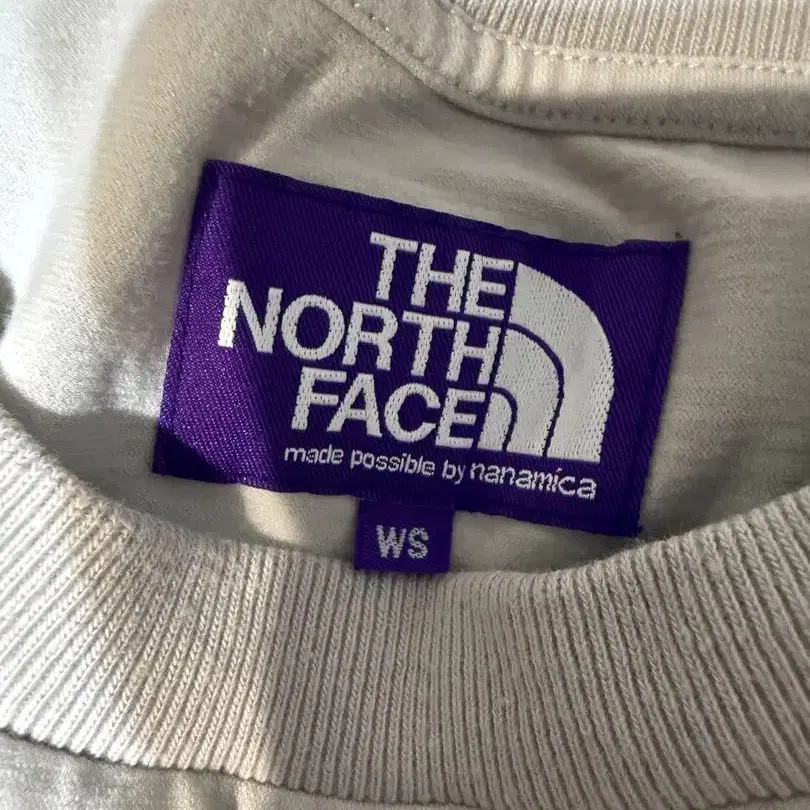 THE
NORTH
FACE
made possible by nanamica
WS